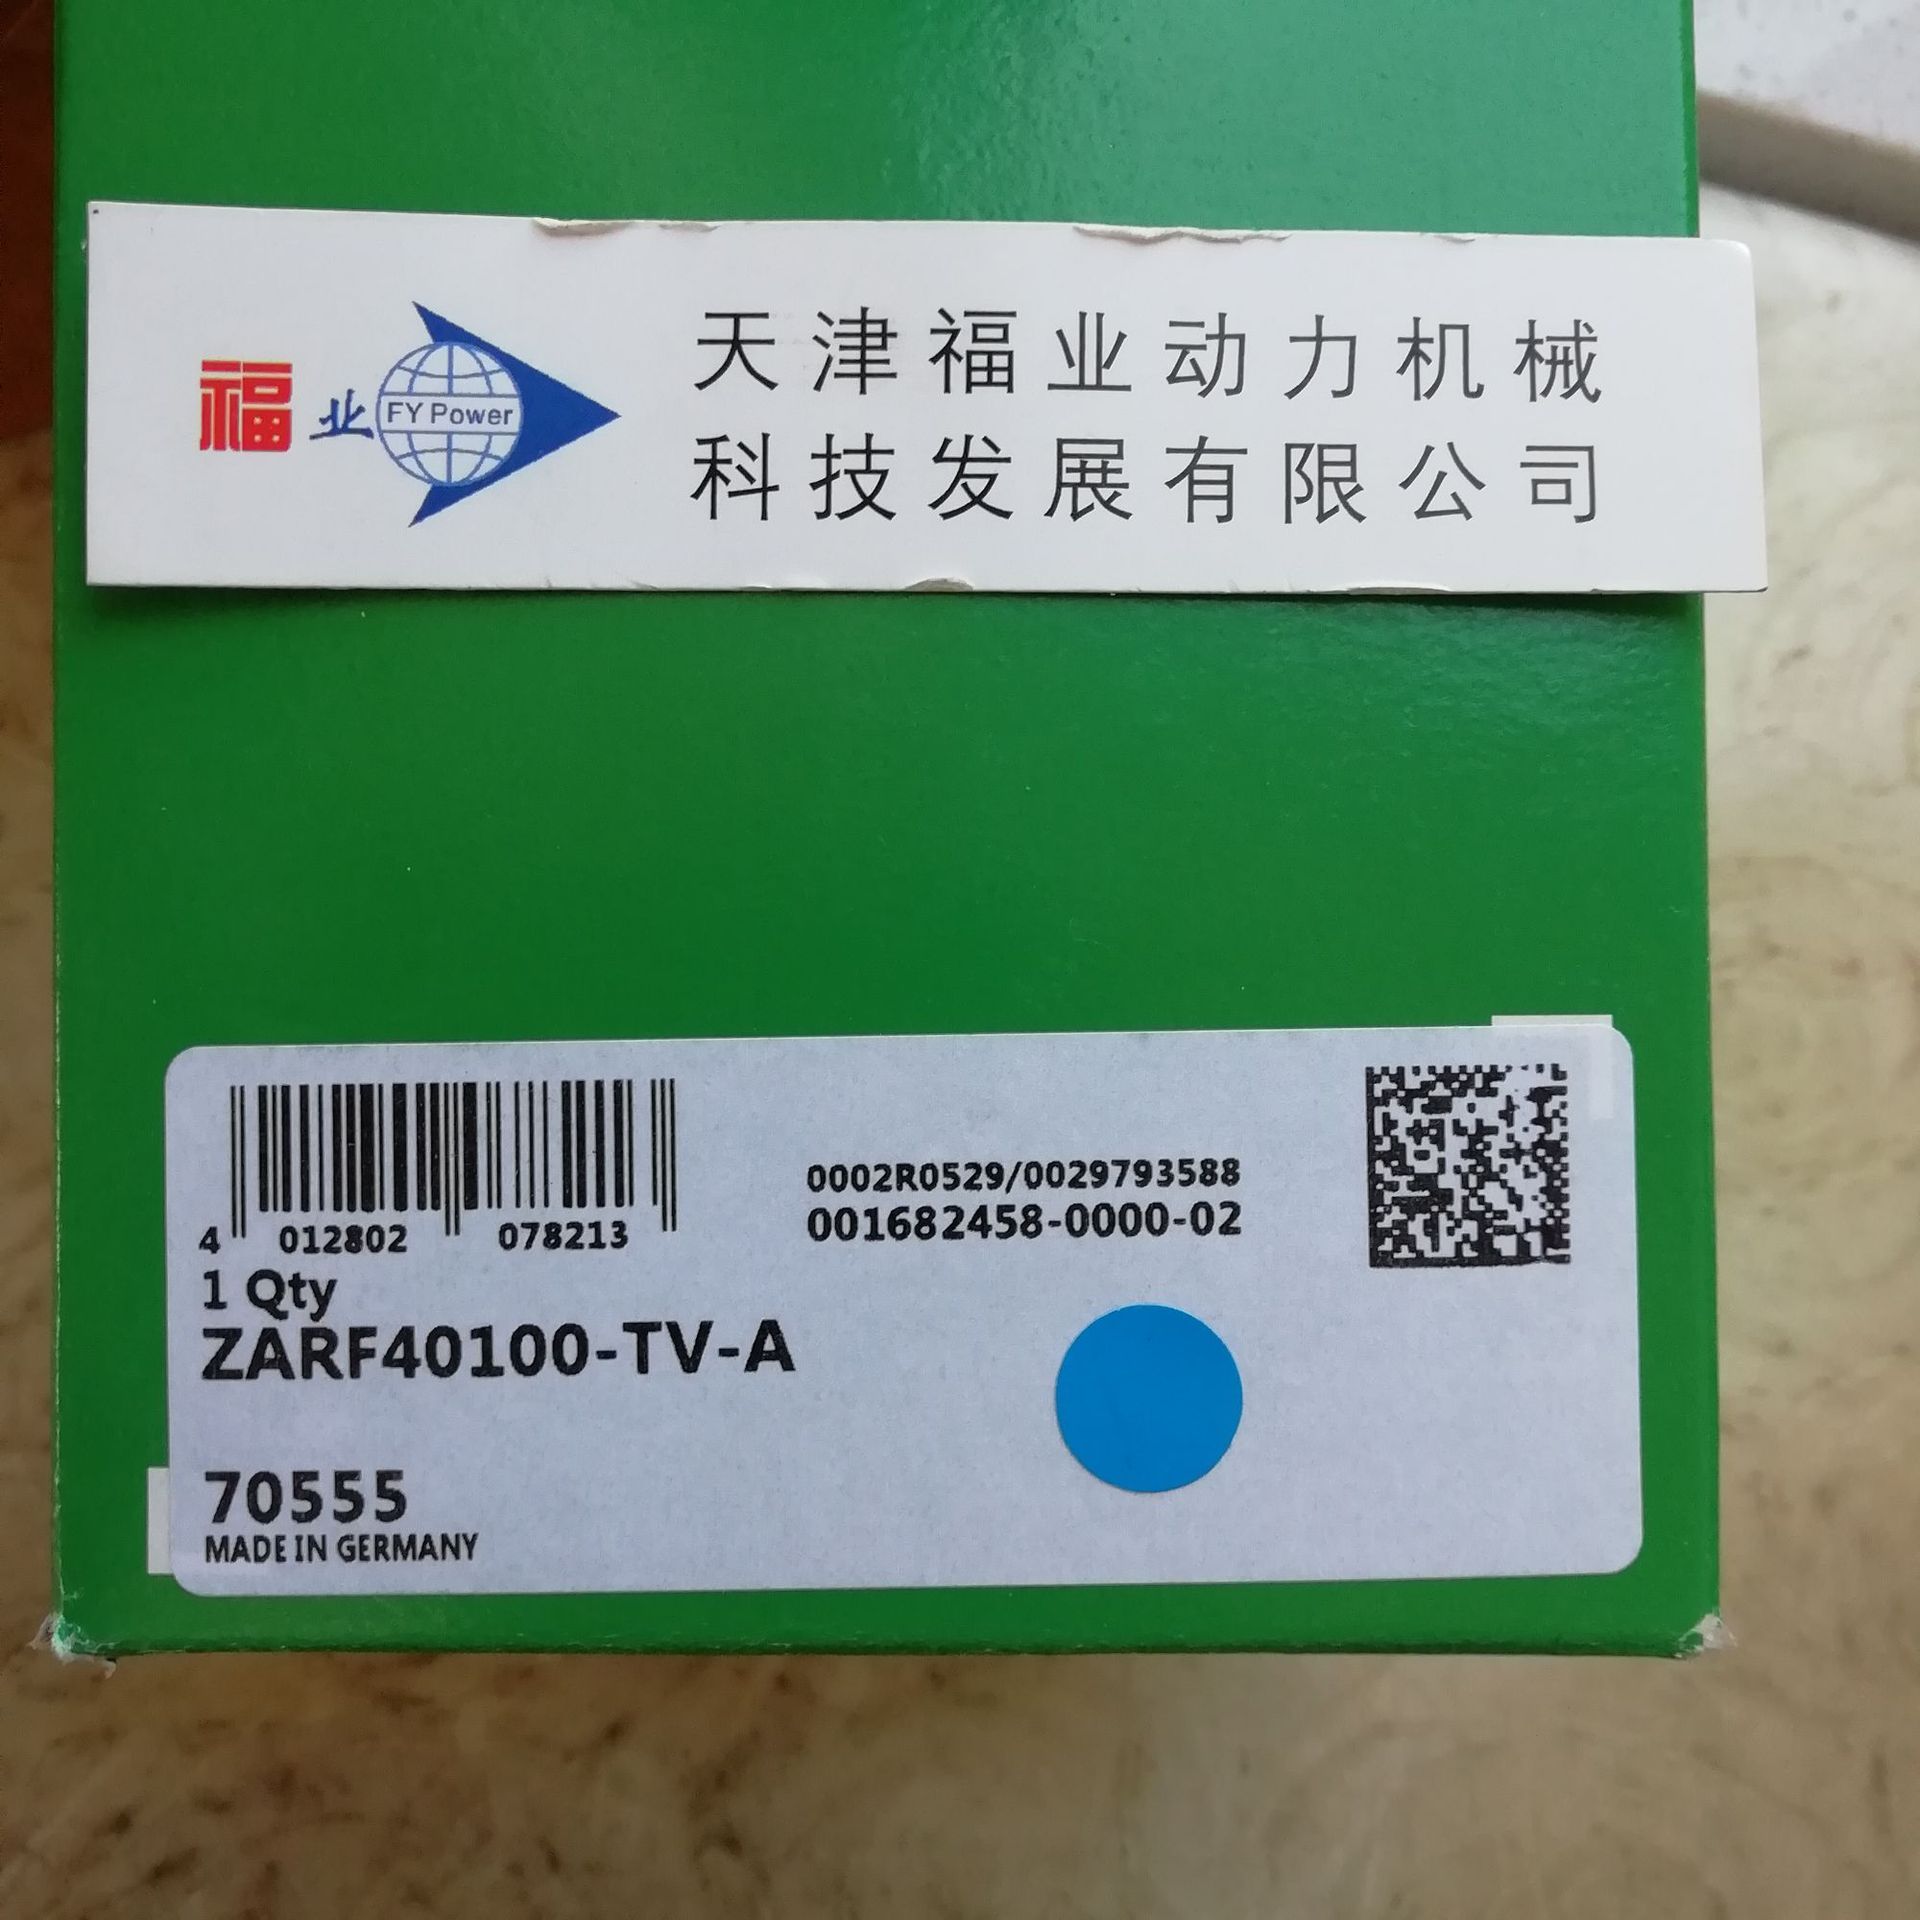 福业 FY Power
天津福业动力机械
科技发展有限公司
4 012802 078213
0002R0529/0029793588
001682458-0000-02
1 Qty
ZARF40100-TV-A
70555
MADE IN GERMANY